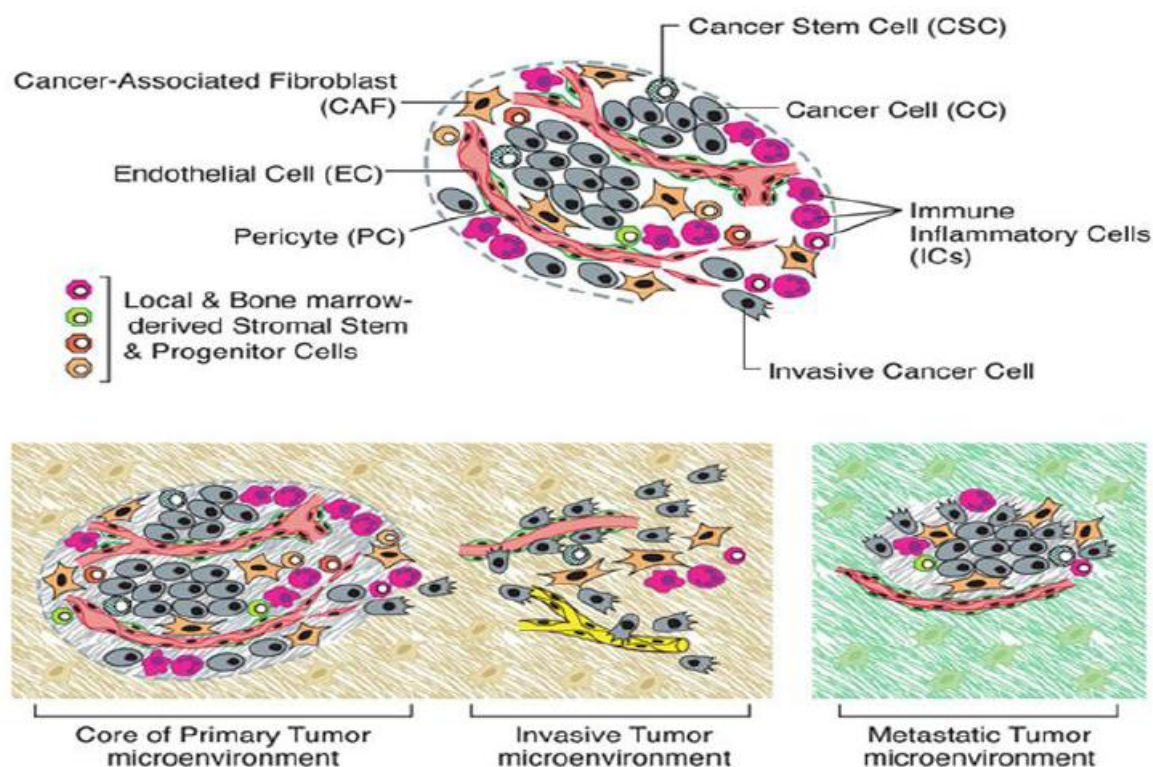 Cancer Stem Cell (CSC)
Cancer-Associated Fibroblast
(CAF)
Cancer Cell (CC)
Endothelial Cell (EC)
Pericyte (PC)
Immune
Inflammatory Cells
(ICs)
Local & Bone marrow-
derived Stromal Stem
& Progenitor Cells
Invasive Cancer Cell
Core of Primary Tumor
microenvironment
Invasive Tumor
microenvironment
Metastatic Tumor
microenvironment